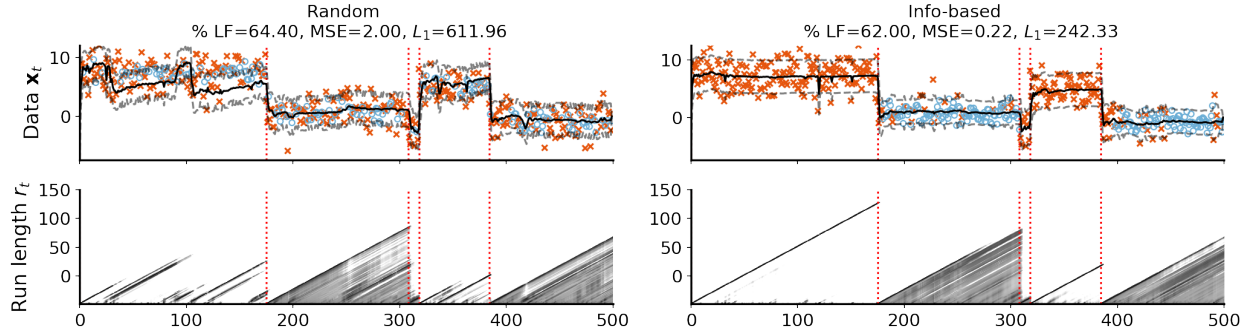 Random
% LF=64.40, MSE=2.00, L₁=611.96
Info-based
% LF=62.00, MSE=0.22, L₁=242.33
Data xₜ
10
0
10
0
Run length rₜ
150
100
50
0
150
100
50
0
0 100 200 300 400 500
0 100 200 300 400 500